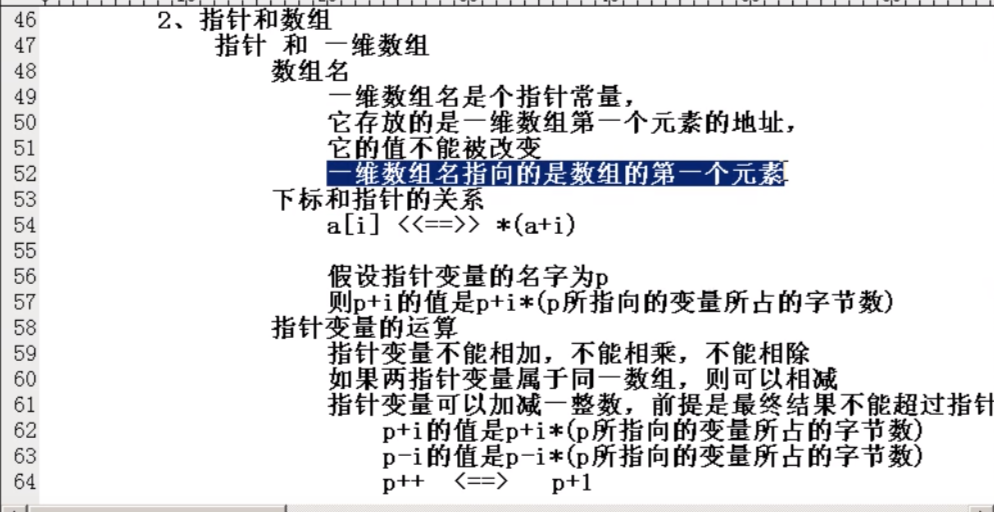 46 2、指针和数组
47 指针 和 一维数组
48 数组名
49 一维数组名是个指针常量，
50 它存放的是一维数组第一个元素的地址，
51 它的值不能被改变
52 一维数组名指向的是数组的第一个元素
53 下标和指针的关系
54 a[i] <<==>> *(a+i)
55
56 假设指针变量的名字为p
57 则p+i的值是p+i*(p所指向的变量所占的字节数)
58 指针变量的运算
59 指针变量不能相加，不能相乘，不能相除
60 如果两指针变量属于同一数组，则可以相减
61 指针变量可以加减一整数，前提是最终结果不能超过指针
62 p+i的值是p+i*(p所指向的变量所占的字节数)
63 p-i的值是p-i*(p所指向的变量所占的字节数)
64 p++ <==> p+1